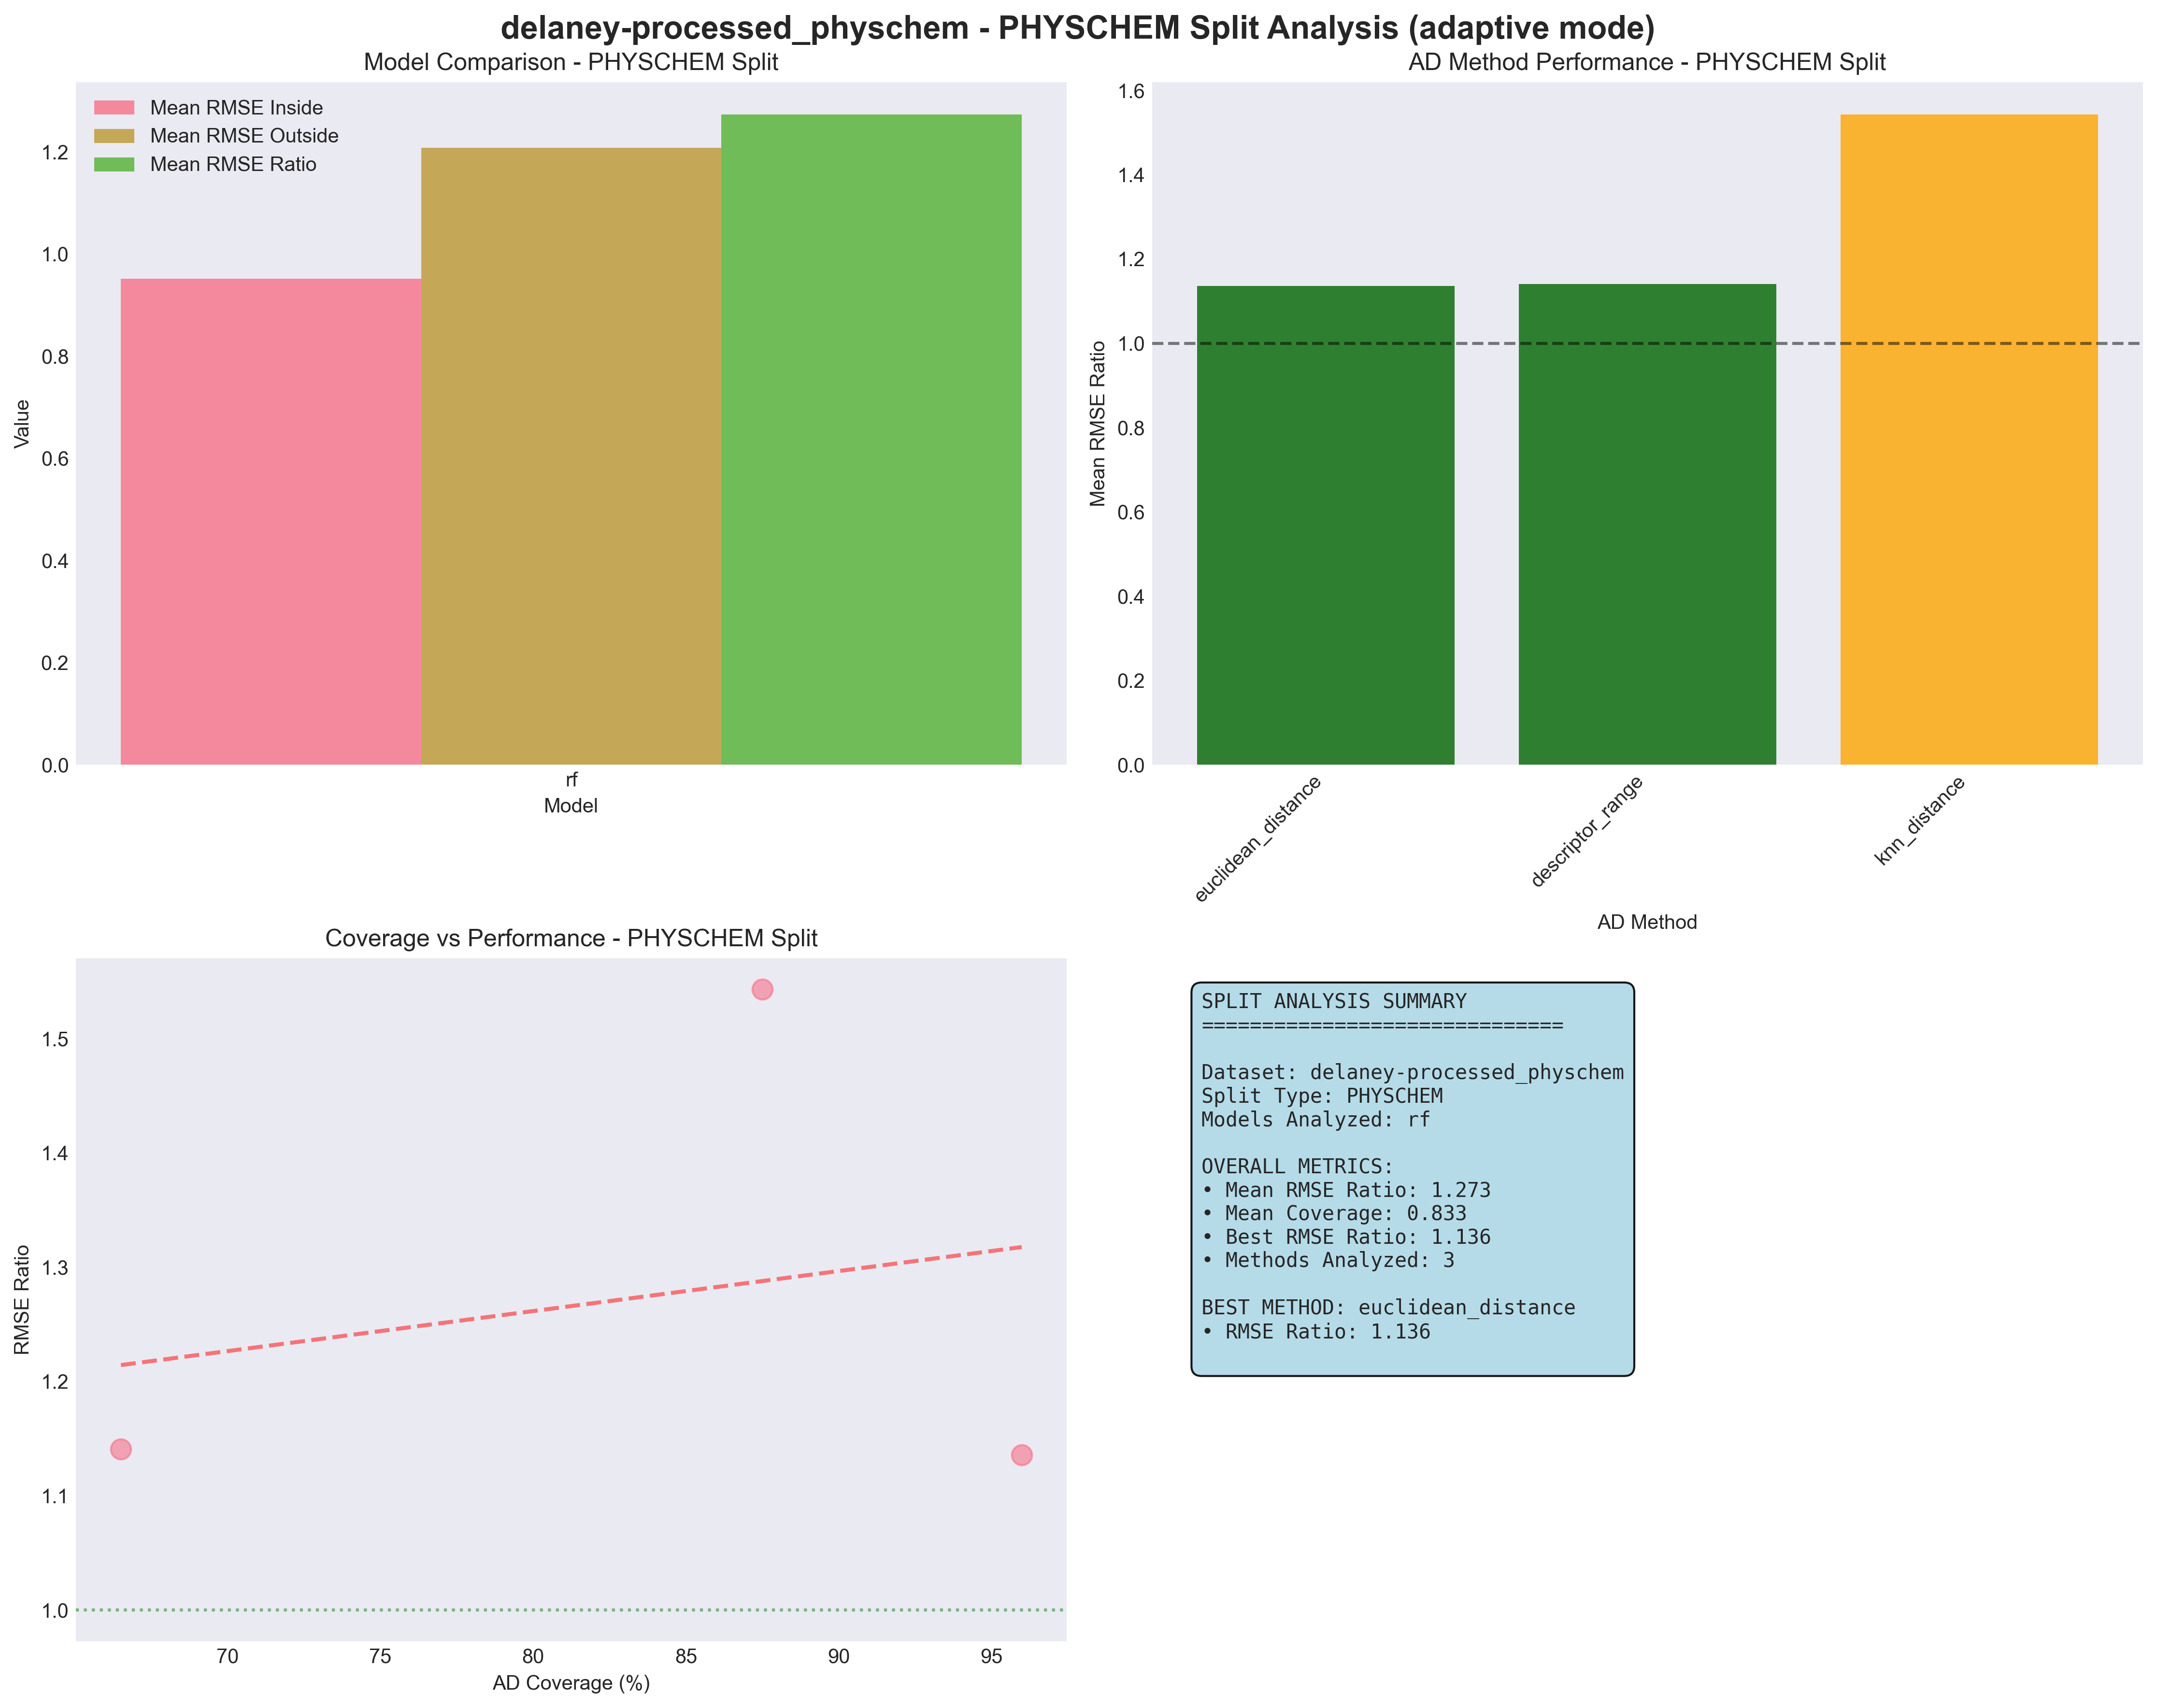 delaney-processed_physchem - PHYSCHEM Split Analysis (adaptive mode)
Model Comparison - PHYSCHEM Split
Mean RMSE Inside
Mean RMSE Outside
Mean RMSE Ratio
Value
1.2
1.0
0.8
0.6
0.4
0.2
0.0
rf
Model
AD Method Performance - PHYSCHEM Split
Mean RMSE Ratio
1.6
1.4
1.2
1.0
0.8
0.6
0.4
0.2
0.0
euclidean_distance
descriptor_range
knn_distance
AD Method
Coverage vs Performance - PHYSCHEM Split
RMSE Ratio
1.5
1.4
1.3
1.2
1.1
1.0
70 75 80 85 90 95
AD Coverage (%)
SPLIT ANALYSIS SUMMARY
==============================
Dataset: delaney-processed_physchem
Split Type: PHYSCHEM
Models Analyzed: rf
OVERALL METRICS:
• Mean RMSE Ratio: 1.273
• Mean Coverage: 0.833
• Best RMSE Ratio: 1.136
• Methods Analyzed: 3
BEST METHOD: euclidean_distance
• RMSE Ratio: 1.136